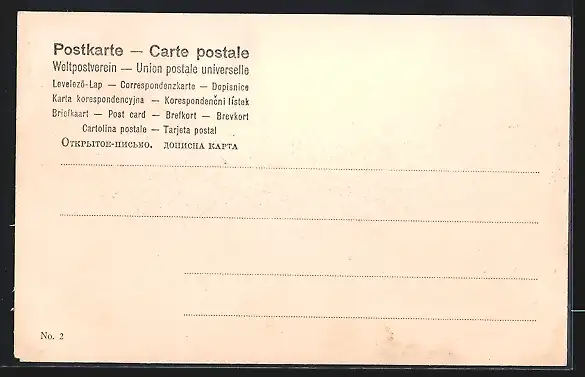 Postkarte — Carte postale
Weltpostverein — Union postale universelle
Levelező-Lap — Correspondenzkarte — Dopisnice
Karta korespondencyjna — Korespondenčni lístek
Briefkaart — Post card — Brefkort — Brevkort
Cartolina postale — Tarjeta postal
Открытое-письмо. дописна карта
No. 2